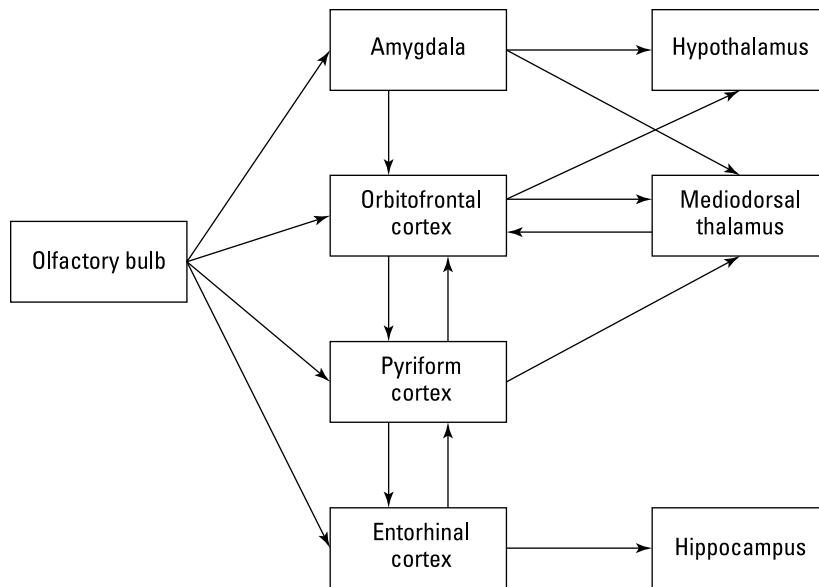 Amygdala
Hypothalamus
Orbitofrontal
cortex
Mediodorsal
thalamus
Olfactory bulb
Pyriform
cortex
Entorhinal
cortex
Hippocampus